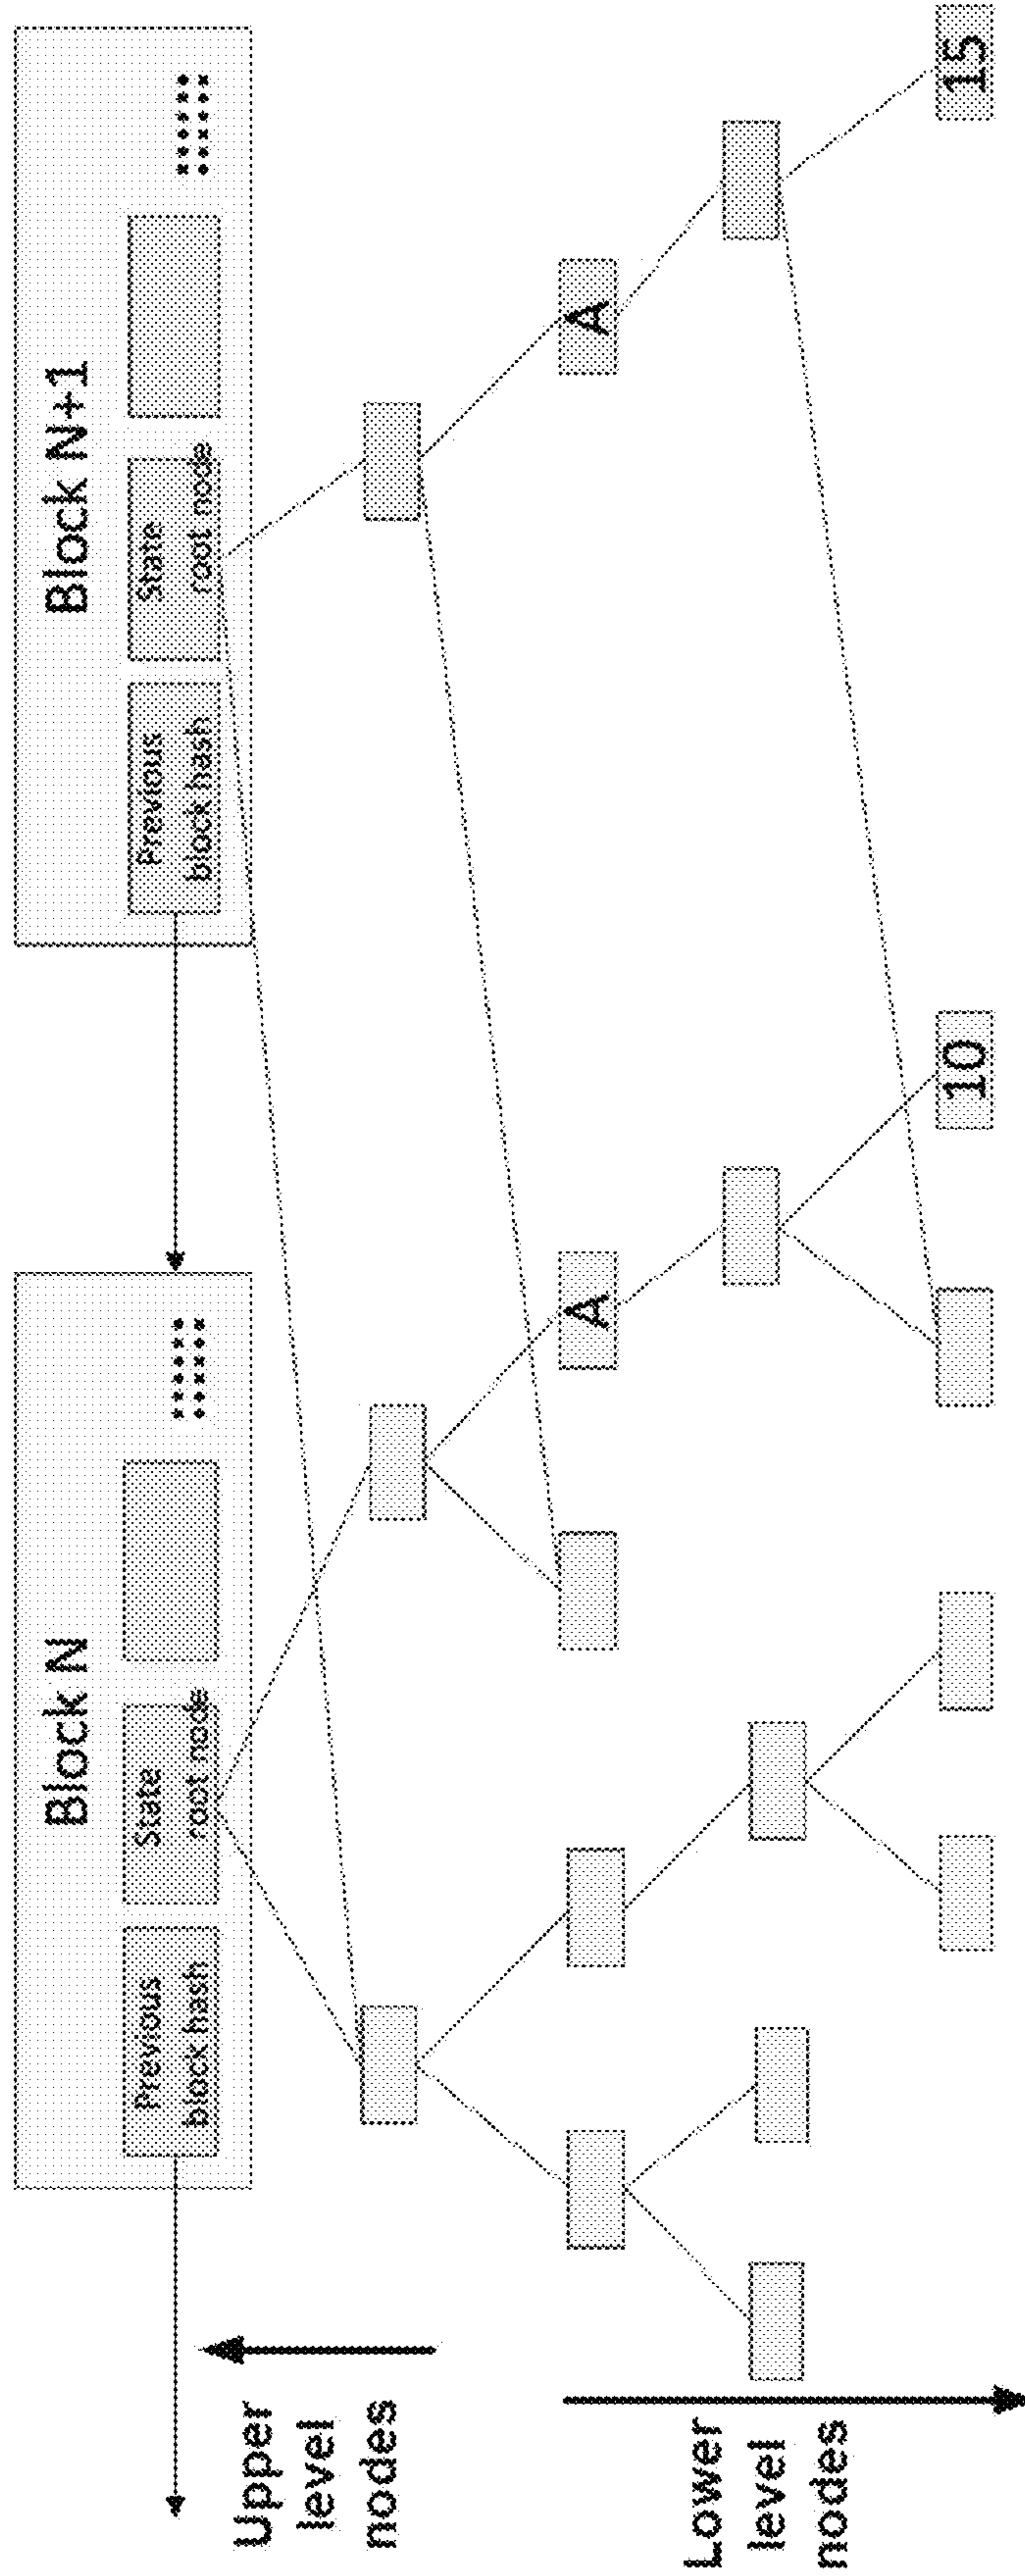 Block N
Previous
block hash
State
root node
Block N+1
Previous
block hash
State
root node
Upper
level
nodes
A
A
Lower
level
nodes
10
15